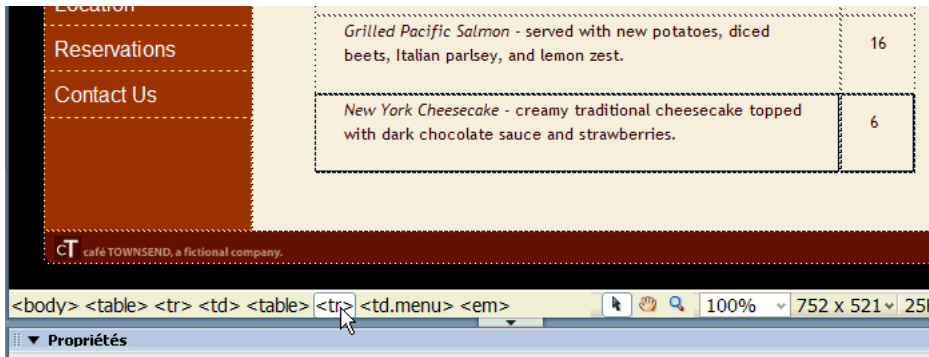 Location
Reservations
Contact Us
Grilled Pacific Salmon - served with new potatoes, diced
beets, Italian parlsey, and lemon zest.
16
New York Cheesecake - creamy traditional cheesecake topped
with dark chocolate sauce and strawberries.
6
cT café TOWNSEND, a fictional company.
<body> <table> <tr> <td> <table> <tr> <td.menu> <em>
100%
752 x 521
25
Propriétés